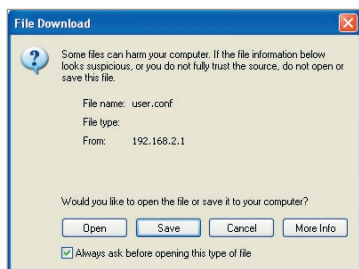 File Download
Some files can harm your computer. If the file information below
looks suspicious, or you do not fully trust the source, do not open or
save this file.
File name: user.conf
File type:
From: 192.168.2.1
Would you like to open the file or save it to your computer?
Open Save Cancel More Info
Always ask before opening this type of file